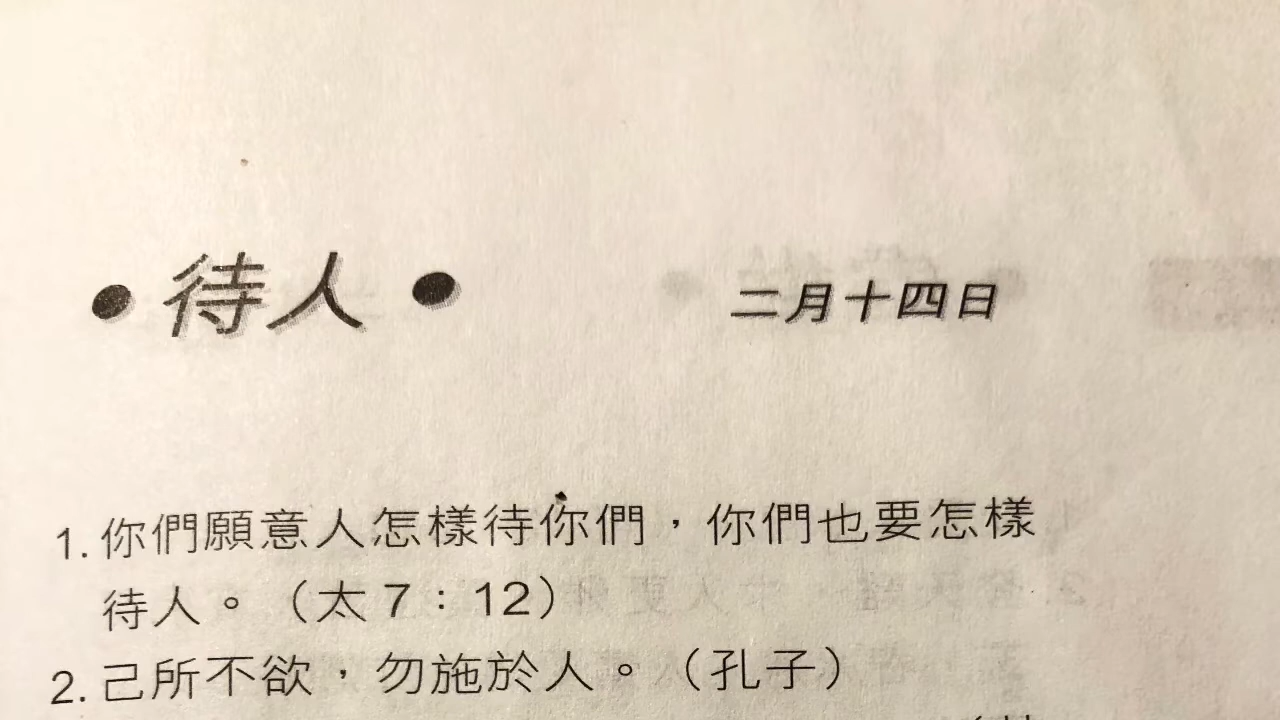 ●待人● 二月十四日
1. 你們願意人怎樣待你們，你們也要怎樣
待人。（太 7：12）
2. 己所不欲，勿施於人。（孔子）